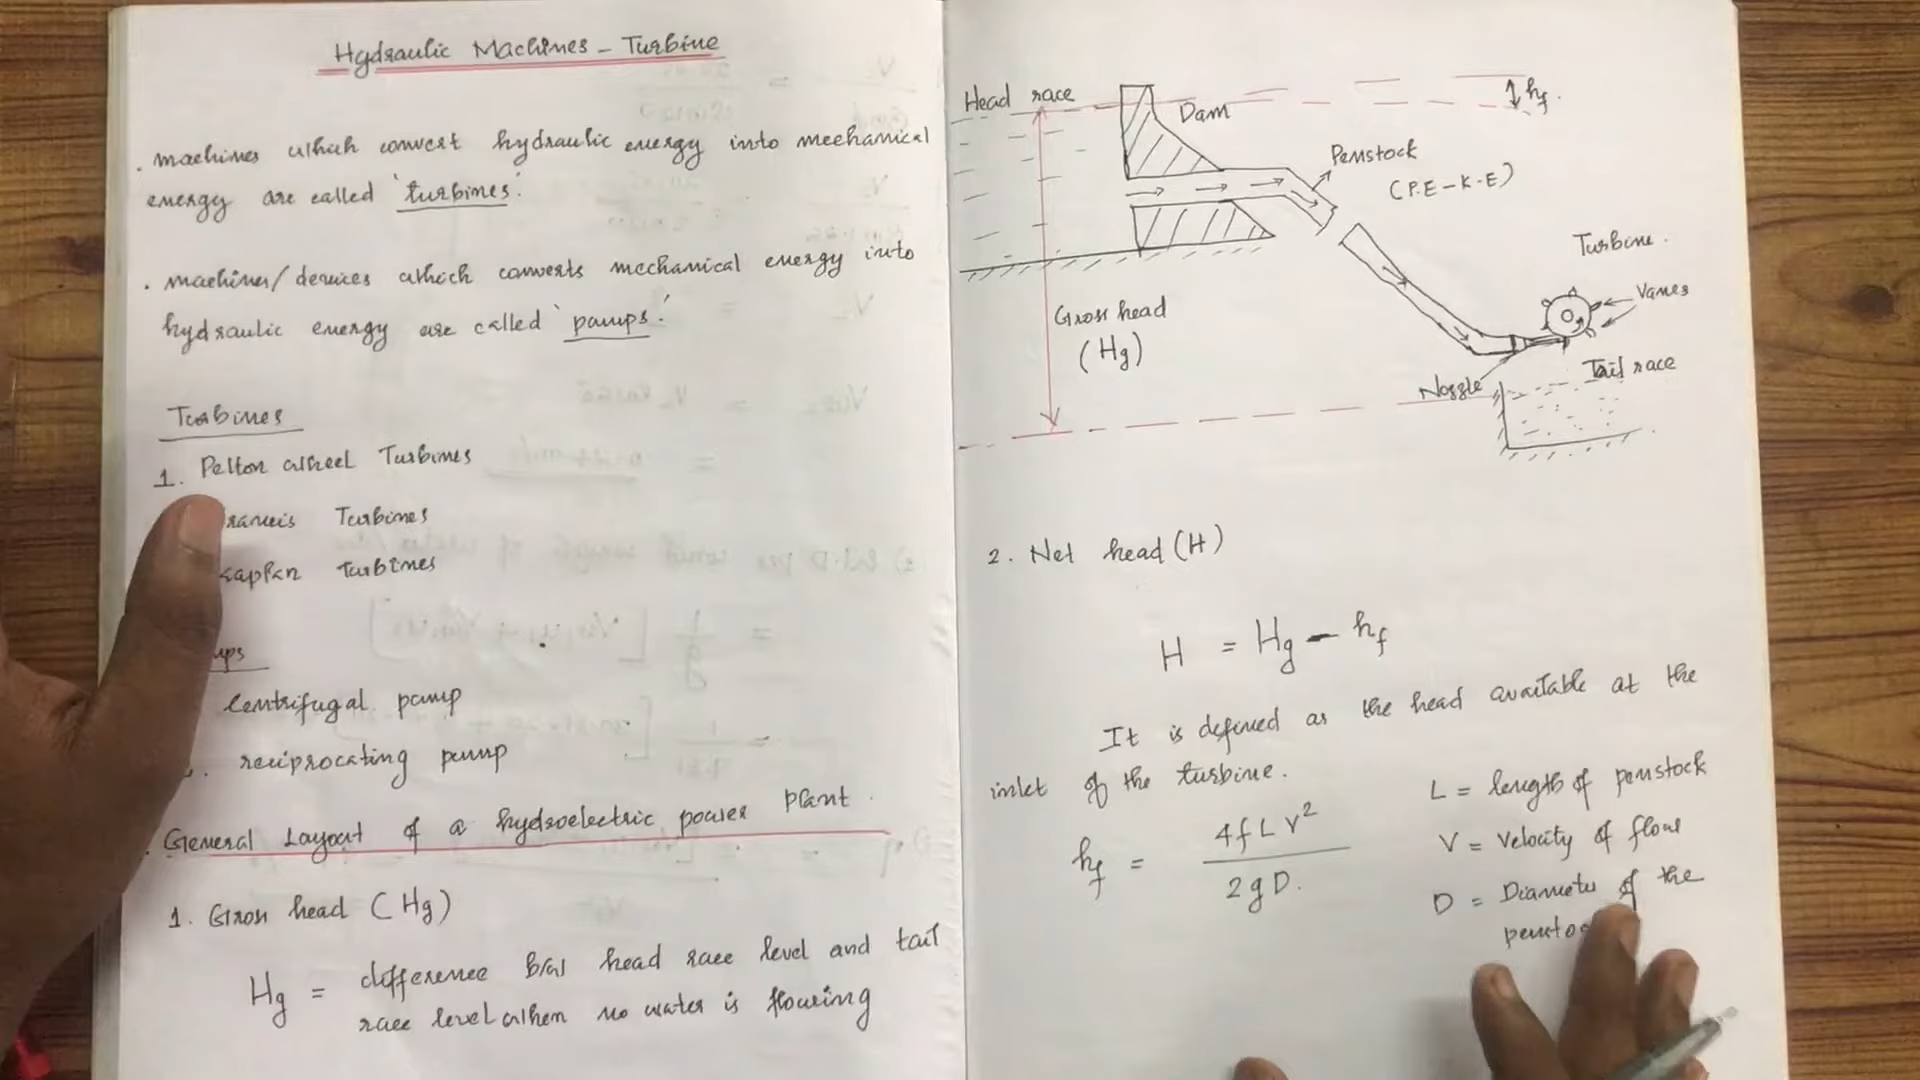 Hydraulic Machines - Turbine
. machines which convert hydraulic energy into mechanical
energy are called 'turbines'.
. machines/devices which converts mechanical energy into
hydraulic energy are called 'pumps'.
Turbines
1. Pelton wheel Turbines
rancis Turbines
kaplan Turbines
mps
Centrifugal pump
reciprocating pump
. General Layout of a hydroelectric power plant.
1. Gross head (Hg)
Hg = difference B/w head race level and tail
race level when no water is flowing
Head race
Dam
hf.
Penstock
(P.E-K.E)
Turbine.
Vanes
Gross head
(Hg)
Tail race
Nozzle
2. Net head (H)
H = Hg - hf
It is defined as the head available at the
inlet of the turbine.
hf = 4fLV²
2gD.
L = length of penstock
V = Velocity of flow
D = Diameter of the
pensto